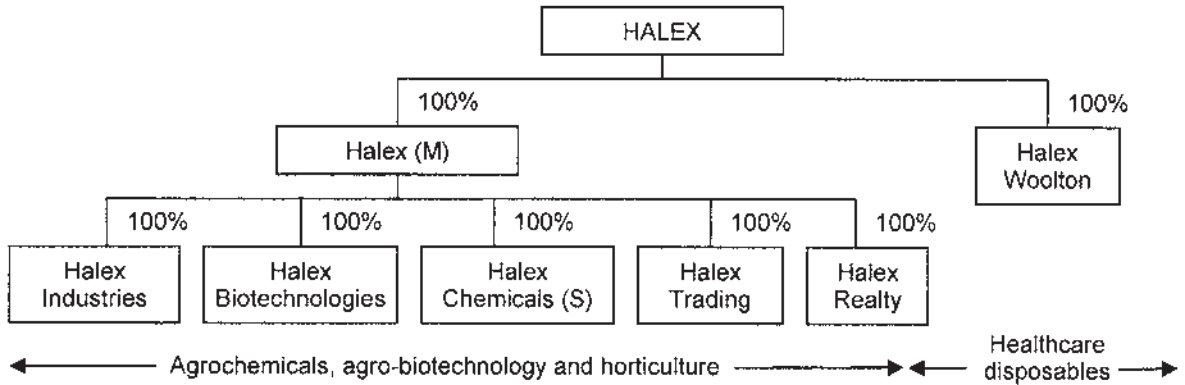 HALEX
100%
100%
Halex (M)
Halex
Woolton
100%
100%
100%
100%
100%
Halex
Industries
Halex
Biotechnologies
Halex
Chemicals (S)
Halex
Trading
Halex
Realty
Agrochemicals, agro-biotechnology and horticulture
Healthcare
disposables